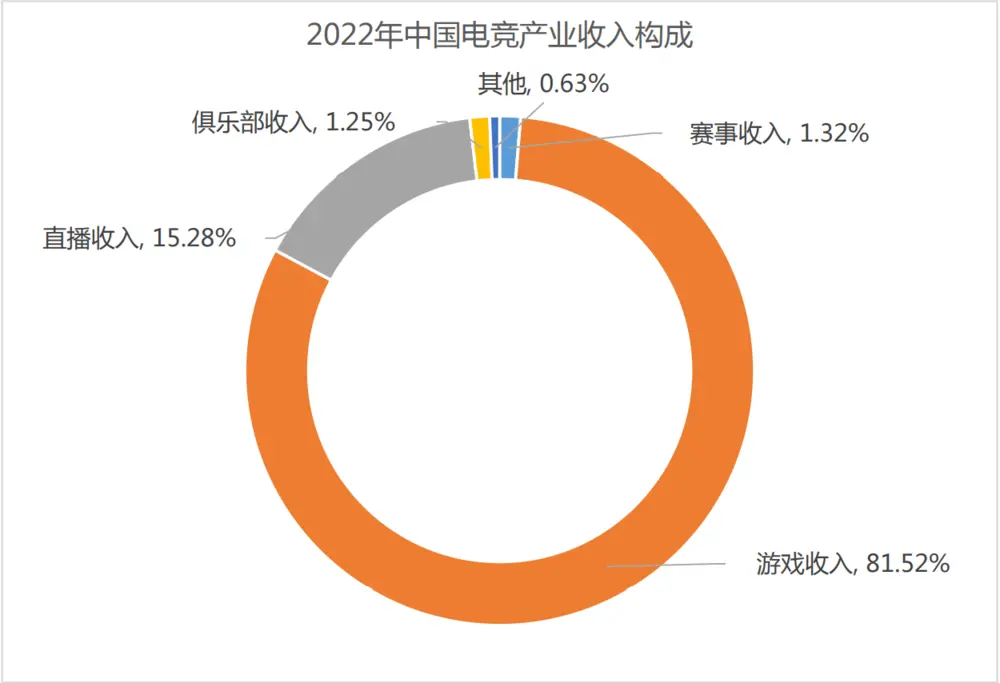 2022年中国电竞产业收入构成
其他, 0.63%
俱乐部收入, 1.25%
赛事收入, 1.32%
直播收入, 15.28%
游戏收入, 81.52%